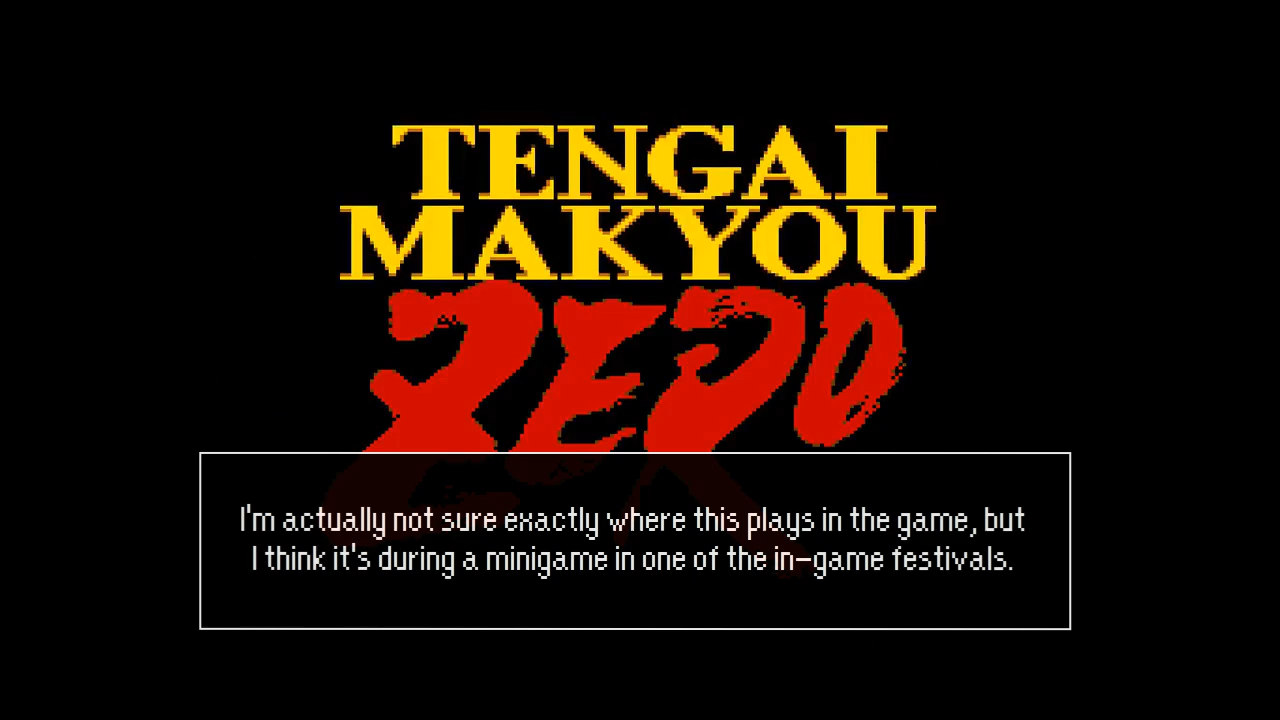 TENGAI
MAKYOU
ZERO
I'm actually not sure exactly where this plays in the game, but
I think it's during a minigame in one of the in-game festivals.